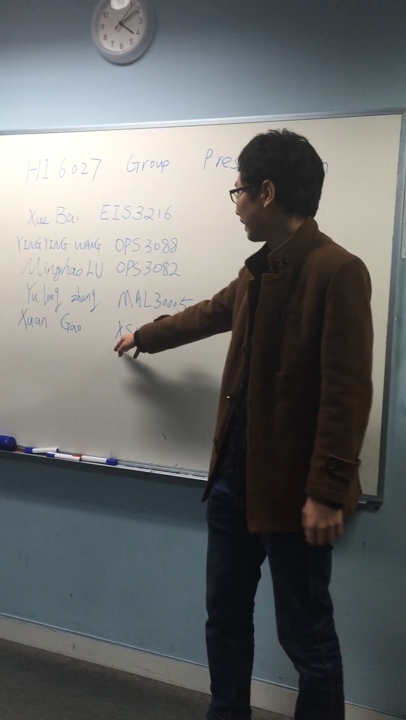 HI 6027 Group Pres
Xue Bai EIS3216
YINGYING WANG OPS3088
Minghao LU OPS3082
Yu long zhang MAL30005
Xuan Gao XS